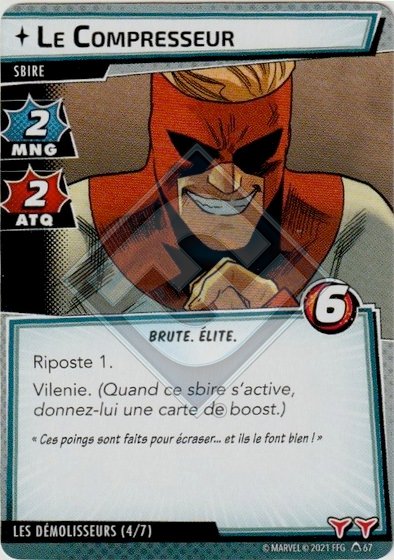 LE COMPRESSEUR
SBIRE
2
MNG
2
ATQ
6
BRUTE. ÉLITE.
Riposte 1.
Vilenie. (Quand ce sbire s'active,
donnez-lui une carte de boost.)
« Ces poings sont faits pour écraser... et ils le font bien ! »
LES DÉMOLISSEURS (4/7)
© MARVEL © 2021 FFG 67